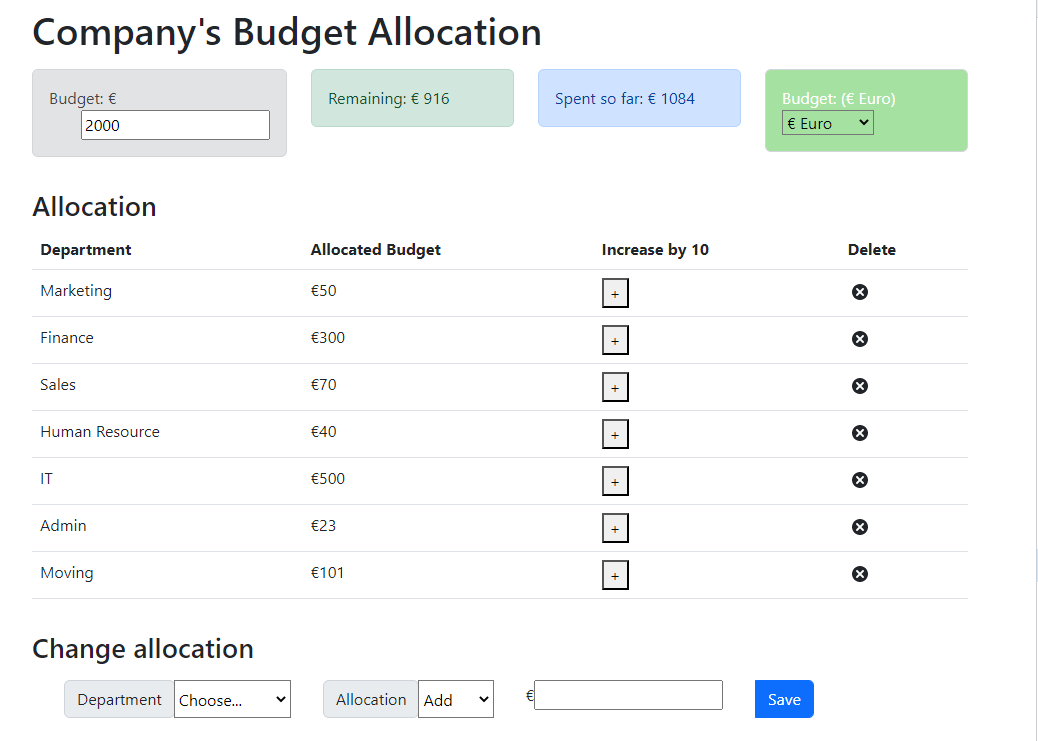 Company's Budget Allocation
Budget: €
2000
Remaining: € 916
Spent so far: € 1084
Budget: (€ Euro)
€ Euro
Allocation
Department Allocated Budget Increase by 10 Delete
Marketing €50 +
Finance €300 +
Sales €70 +
Human Resource €40 +
IT €500 +
Admin €23 +
Moving €101 +
Change allocation
Department Choose... Allocation Add € Save